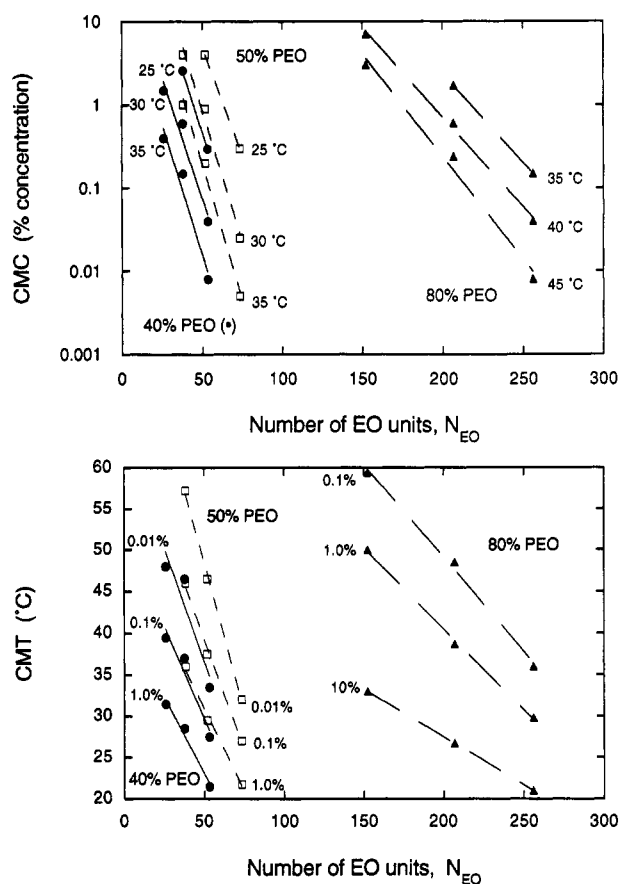 10
1
0.1
0.01
0.001
CMC (% concentration)
50% PEO
25 ˚C
30 ˚C
35 ˚C
25 ˚C
30 ˚C
35 ˚C
35 ˚C
40 ˚C
45 ˚C
80% PEO
40% PEO (•)
0 50 100 150 200 250 300
Number of EO units, N_EO
60
55
50
45
40
35
30
25
20
CMT (˚C)
0.1%
50% PEO
80% PEO
0.01%
1.0%
0.1%
1.0%
10%
0.01%
0.1%
1.0%
40% PEO
0 50 100 150 200 250 300
Number of EO units, N_EO